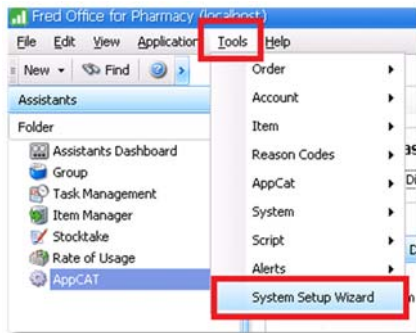 Fred Office for Pharmacy (localhost)
File Edit View Application Tools Help
New Find
Assistants
Folder
Assistants Dashboard
Group
Task Management
Item Manager
Stocktake
Rate of Usage
AppCAT
Order
Account
Item
Reason Codes
AppCat
System
Script
Alerts
System Setup Wizard